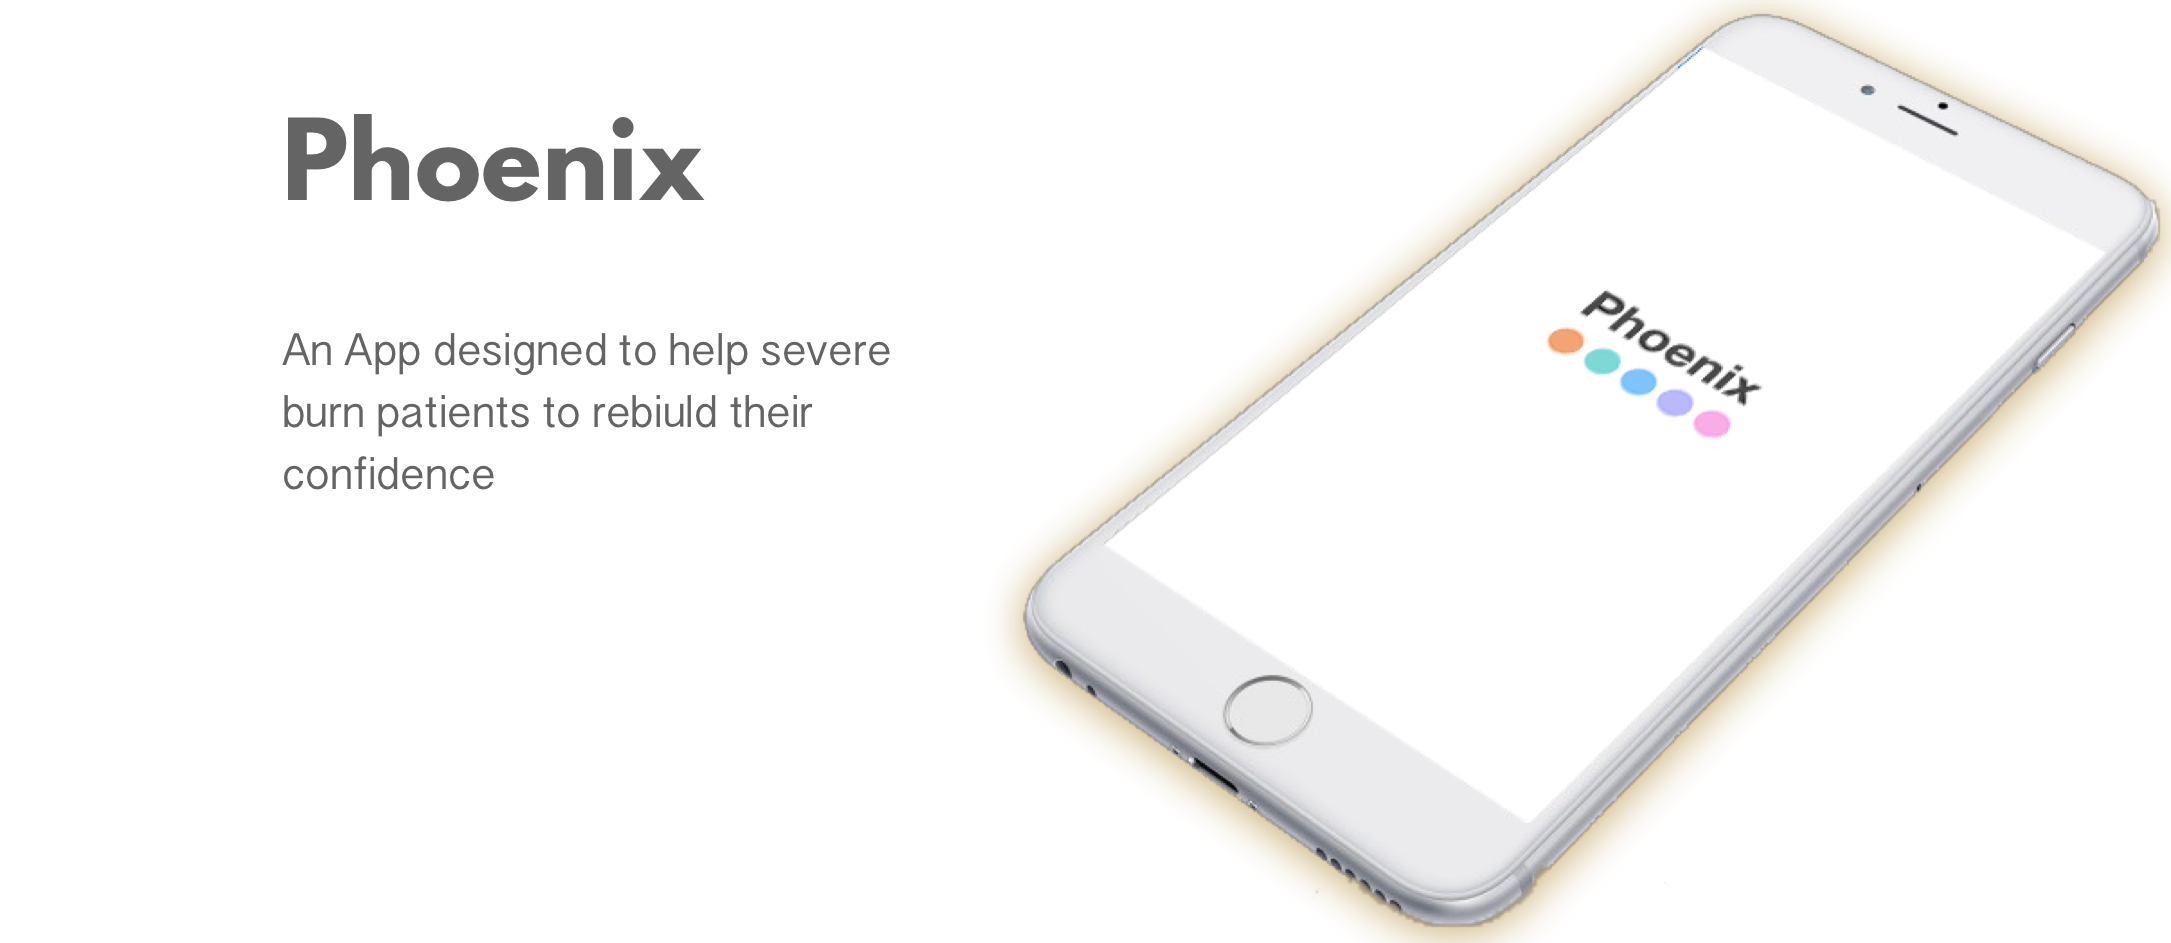 Phoenix
An App designed to help severe
burn patients to rebiuld their
confidence
Phoenix